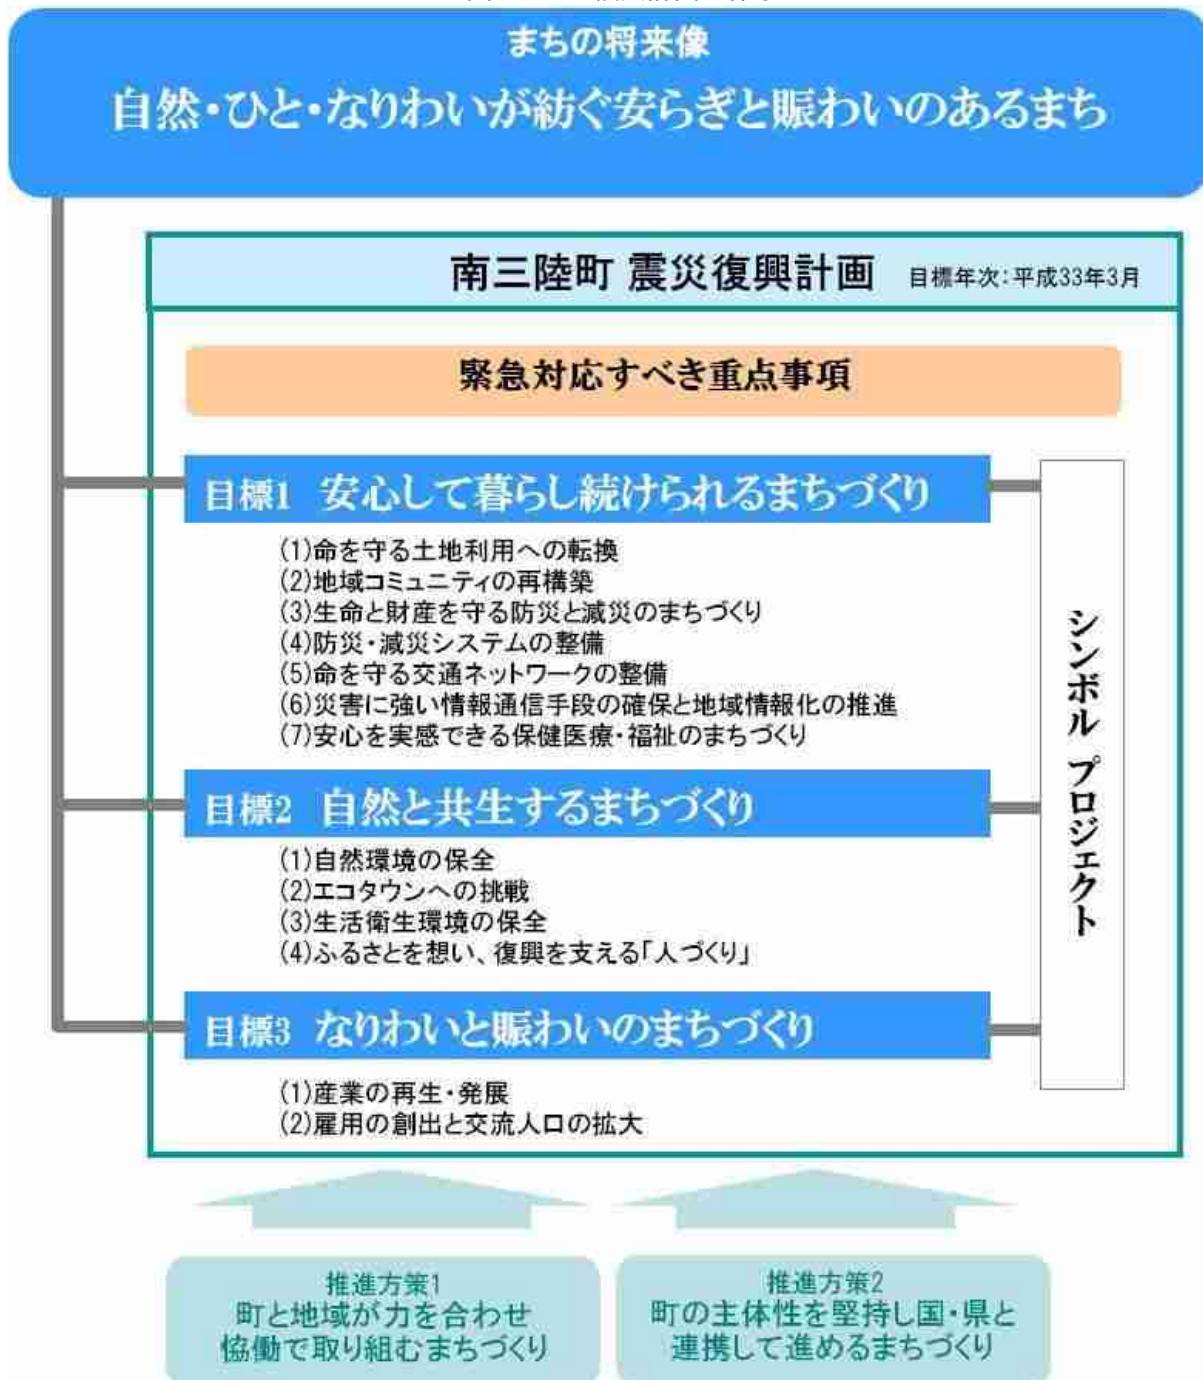 まちの将来像
自然・ひと・なりわいが紡ぐ安らぎと賑わいのあるまち
南三陸町 震災復興計画 目標年次:平成33年3月
緊急対応すべき重点事項
目標1 安心して暮らし続けられるまちづくり
(1)命を守る土地利用への転換
(2)地域コミュニティの再構築
(3)生命と財産を守る防災と減災のまちづくり
(4)防災・減災システムの整備
(5)命を守る交通ネットワークの整備
(6)災害に強い情報通信手段の確保と地域情報化の推進
(7)安心を実感できる保健医療・福祉のまちづくり
目標2 自然と共生するまちづくり
(1)自然環境の保全
(2)エコタウンへの挑戦
(3)生活衛生環境の保全
(4)ふるさとを想い、復興を支える「人づくり」
目標3 なりわいと賑わいのまちづくり
(1)産業の再生・発展
(2)雇用の創出と交流人口の拡大
シンボル プロジェクト
推進方策1
町と地域が力を合わせ
協働で取り組むまちづくり
推進方策2
町の主体性を堅持し国・県と
連携して進めるまちづくり